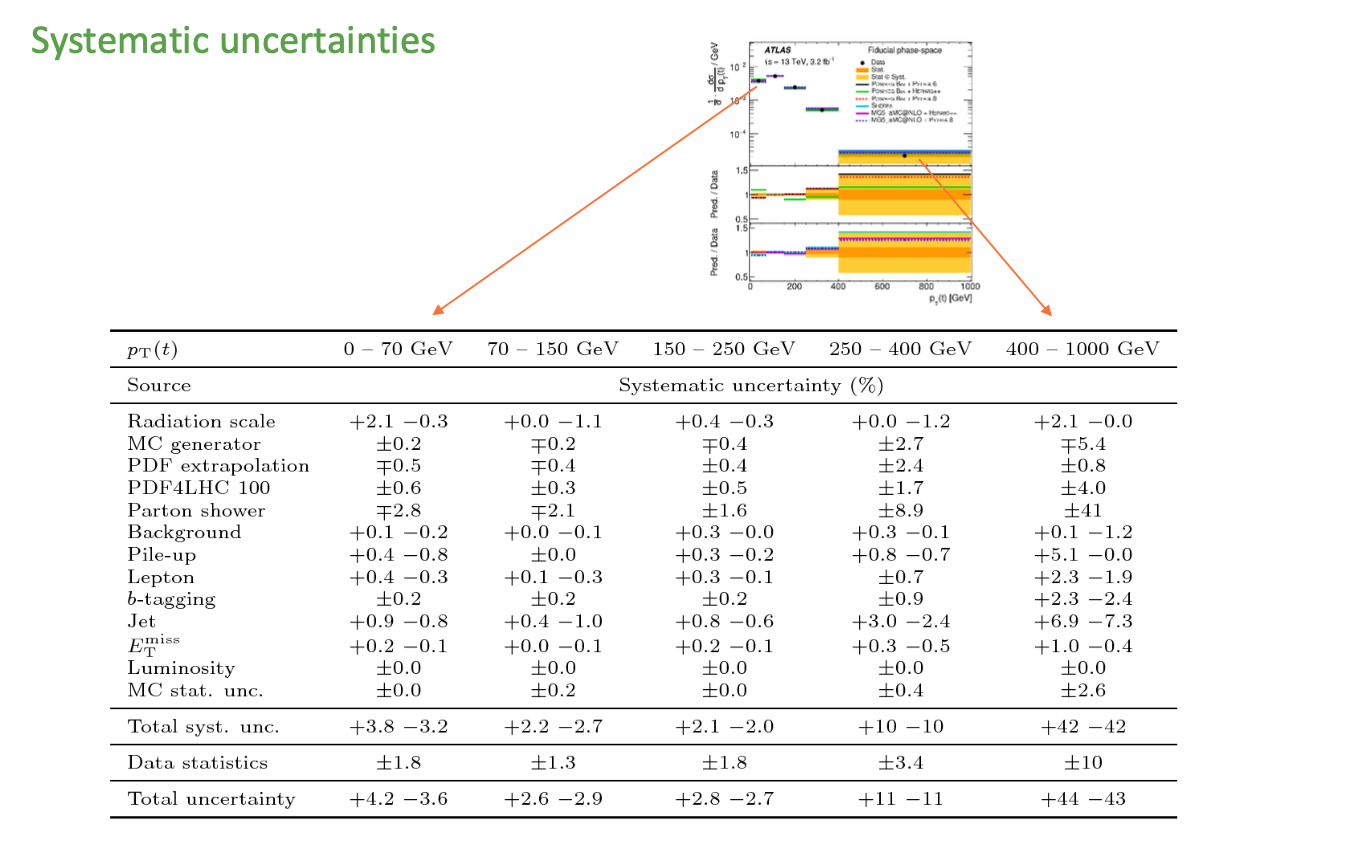 Systematic uncertainties
ATLAS
√s = 13 TeV, 3.2 fb⁻¹
Fiducial phase-space
Data
Stat.
Stat ⊕ Syst.
Powheg Box + Pythia 6
Powheg Box + Herwig++
Powheg Box + Pythia 8
Sherpa
MG5_aMC@NLO + Herwig++
MG5_aMC@NLO + Pythia 8
10⁻²
10⁻³
10⁻⁴
Pred. / Data
1.5
1
0.5
Pred. / Data
1.5
1
0.5
0 200 400 600 800 1000
p_T(t) [GeV]
p_T(t) 0 – 70 GeV 70 – 150 GeV 150 – 250 GeV 250 – 400 GeV 400 – 1000 GeV
Source Systematic uncertainty (%)
Radiation scale +2.1 −0.3 +0.0 −1.1 +0.4 −0.3 +0.0 −1.2 +2.1 −0.0
MC generator ±0.2 ∓0.2 ∓0.4 ±2.7 ∓5.4
PDF extrapolation ∓0.5 ∓0.4 ±0.4 ±2.4 ±0.8
PDF4LHC 100 ±0.6 ±0.3 ±0.5 ±1.7 ±4.0
Parton shower ∓2.8 ∓2.1 ±1.6 ±8.9 ±41
Background +0.1 −0.2 +0.0 −0.1 +0.3 −0.0 +0.3 −0.1 +0.1 −1.2
Pile-up +0.4 −0.8 ±0.0 +0.3 −0.2 +0.8 −0.7 +5.1 −0.0
Lepton +0.4 −0.3 +0.1 −0.3 +0.3 −0.1 ±0.7 +2.3 −1.9
b-tagging ±0.2 ±0.2 ±0.2 ±0.9 +2.3 −2.4
Jet +0.9 −0.8 +0.4 −1.0 +0.8 −0.6 +3.0 −2.4 +6.9 −7.3
E_T^miss +0.2 −0.1 +0.0 −0.1 +0.2 −0.1 +0.3 −0.5 +1.0 −0.4
Luminosity ±0.0 ±0.0 ±0.0 ±0.0 ±0.0
MC stat. unc. ±0.0 ±0.2 ±0.0 ±0.4 ±2.6
Total syst. unc. +3.8 −3.2 +2.2 −2.7 +2.1 −2.0 +10 −10 +42 −42
Data statistics ±1.8 ±1.3 ±1.8 ±3.4 ±10
Total uncertainty +4.2 −3.6 +2.6 −2.9 +2.8 −2.7 +11 −11 +44 −43